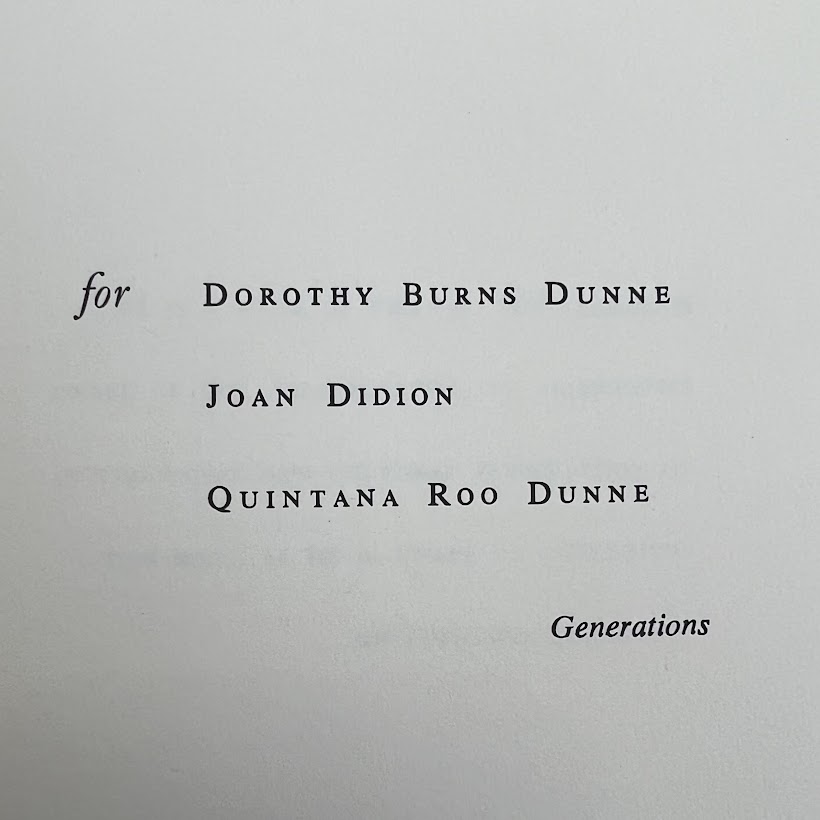 for Dorothy Burns Dunne
Joan Didion
Quintana Roo Dunne
Generations